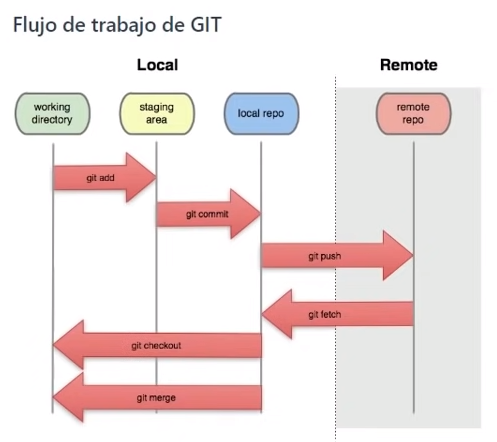 Flujo de trabajo de GIT
Local
Remote
working
directory
staging
area
local repo
remote
repo
git add
git commit
git push
git fetch
git checkout
git merge